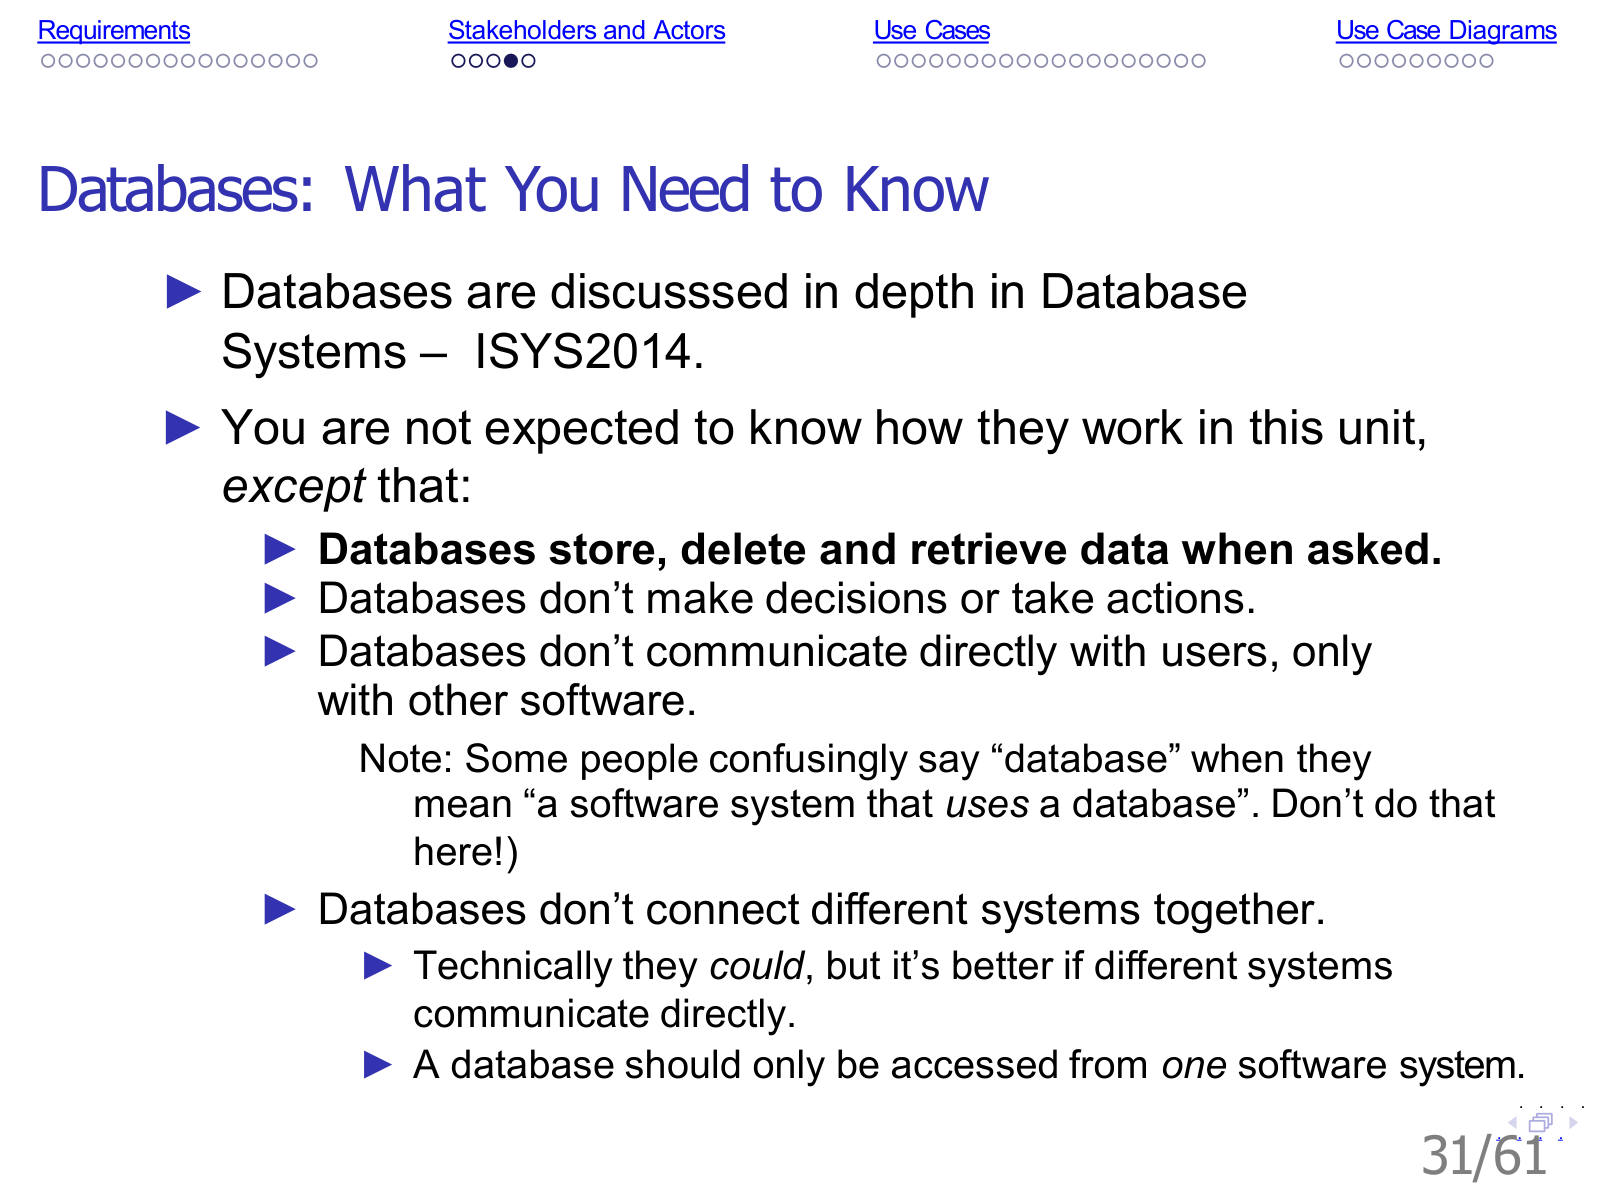 Requirements Stakeholders and Actors Use Cases Use Case Diagrams
Databases: What You Need to Know
Databases are discusssed in depth in Database
Systems – ISYS2014.
You are not expected to know how they work in this unit,
except that:
Databases store, delete and retrieve data when asked.
Databases don’t make decisions or take actions.
Databases don’t communicate directly with users, only
with other software.
Note: Some people confusingly say “database” when they
mean “a software system that uses a database”. Don’t do that
here!)
Databases don’t connect different systems together.
Technically they could, but it’s better if different systems
communicate directly.
A database should only be accessed from one software system.
31/61